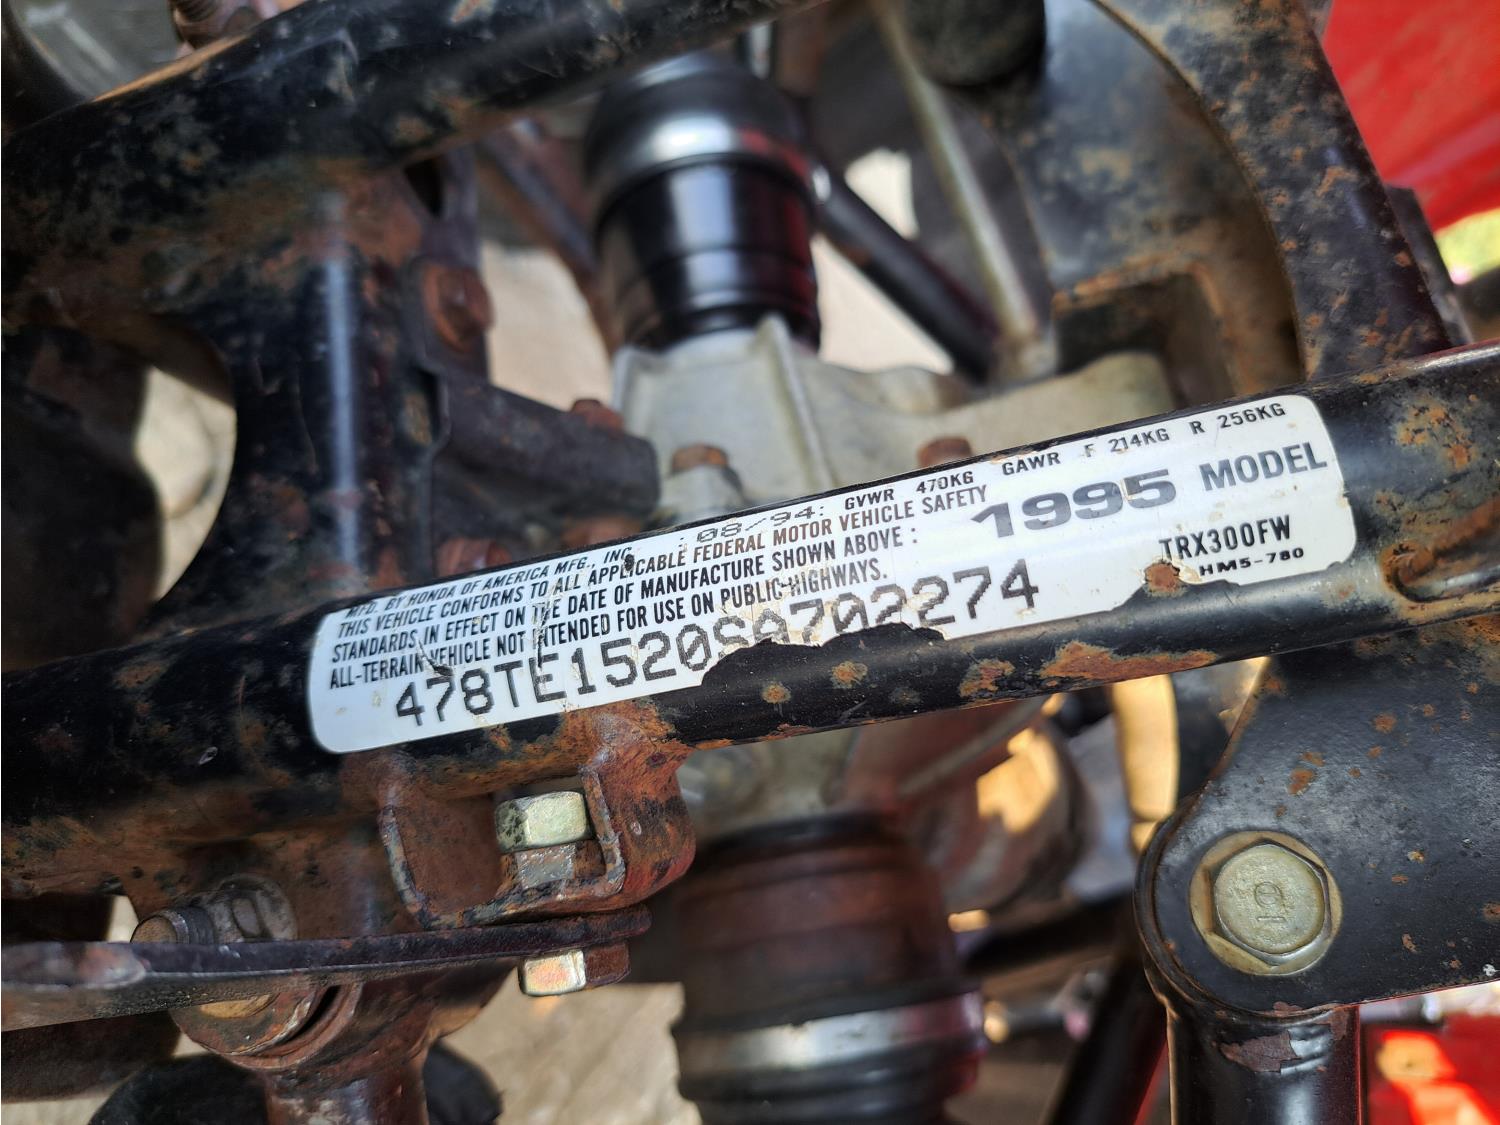 MFD. BY HONDA OF AMERICA MFG., INC. : 08/94: GVWR 470KG GAWR F 214KG R 256KG
THIS VEHICLE CONFORMS TO ALL APPLICABLE FEDERAL MOTOR VEHICLE SAFETY
STANDARDS IN EFFECT ON THE DATE OF MANUFACTURE SHOWN ABOVE :
ALL-TERRAIN VEHICLE NOT INTENDED FOR USE ON PUBLIC HIGHWAYS.
1995 MODEL
TRX300FW
HM5-780
478TE1520SA702274
10